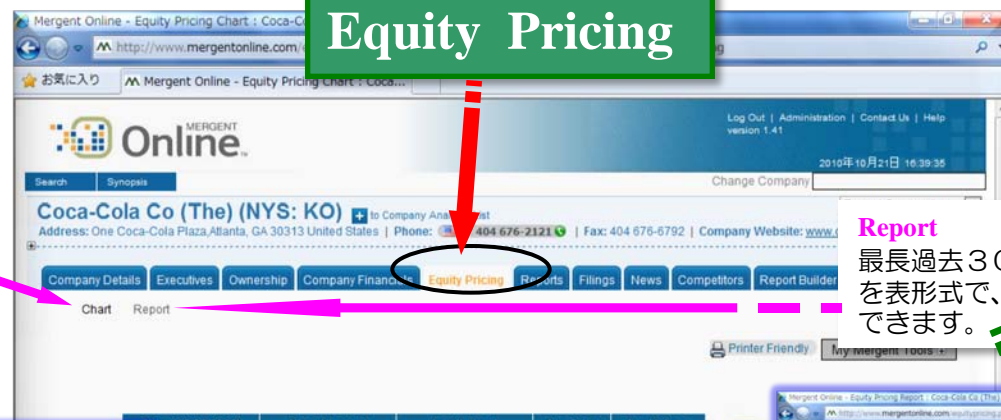 Mergent Online - Equity Pricing Chart : Coca-C
Equity Pricing
http://www.mergentonline.com/
お気に入り
Mergent Online - Equity Pricing Chart : Coca...
MERGENT
Online
Log Out | Administration | Contact Us | Help
version 1.41
2010年10月21日 16:39:35
Search Synopsis
Change Company
Coca-Cola Co (The) (NYS: KO) to Company
Address: One Coca-Cola Plaza,Atlanta, GA 30313 United States | Phone: 404 676-2121 | Fax: 404 676-6792 | Company Website: www.
Report
最長過去30
を表形式で、
できます。
Company Details Executives Ownership Company Financials Equity Pricing Reports Filings News Competitors Report Builder
Chart Report
Printer Friendly
My Mergent Tools +
Mergent Online - Equity Pricing Report : Coca-Cola Co (The)
http://www.mergentonline.com